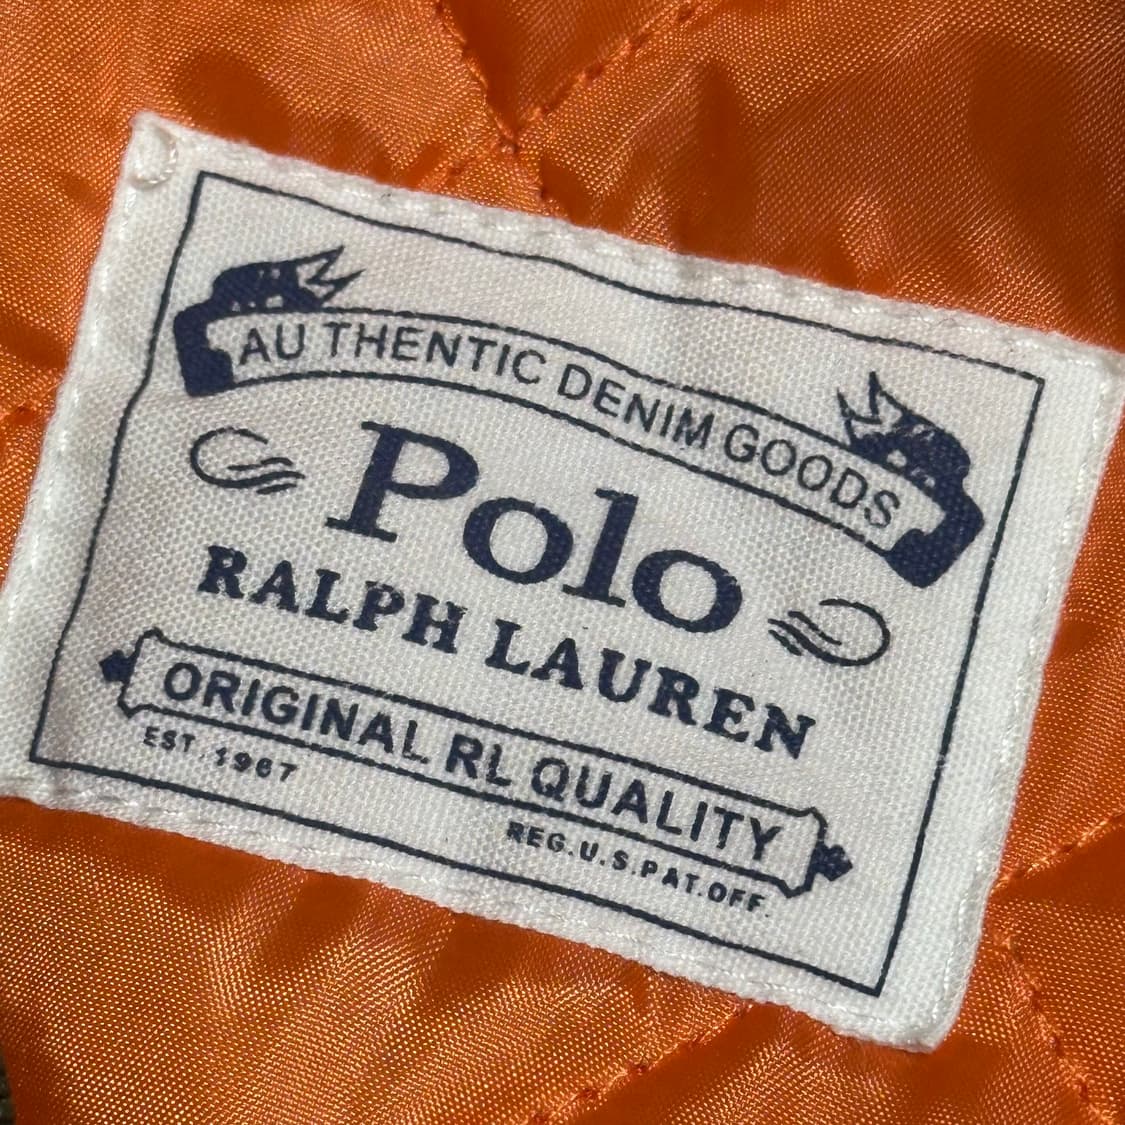 AU THENTIC DENIM GOODS
Polo
RALPH LAUREN
ORIGINAL RL QUALITY
EST. 1967
REG.U.S.PAT.OFF.